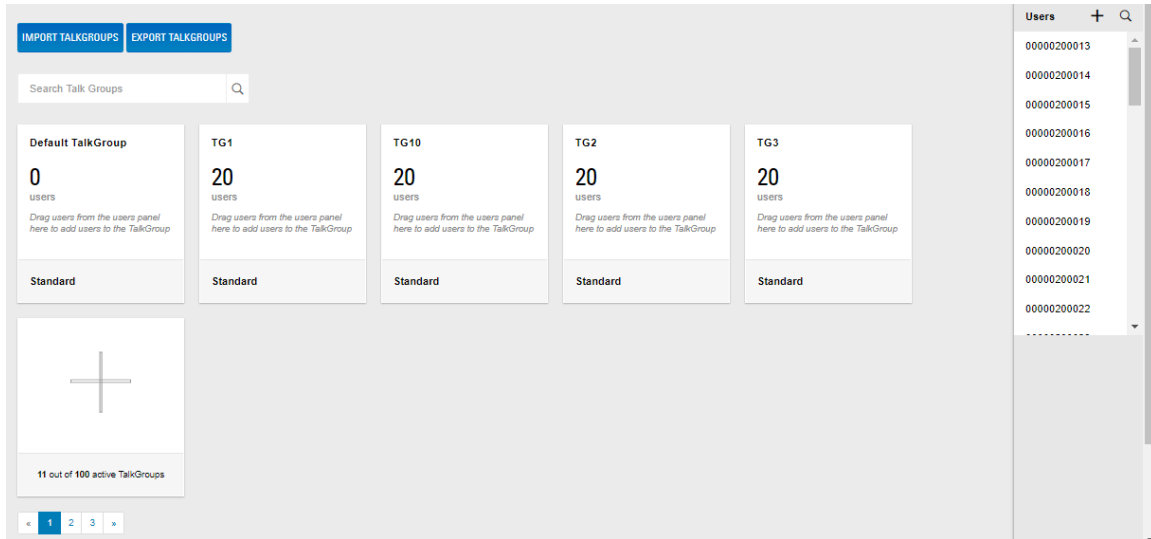 IMPORT TALKGROUPS
EXPORT TALKGROUPS
Search Talk Groups
Default TalkGroup
0
users
Drag users from the users panel
here to add users to the TalkGroup
Standard
TG1
20
users
Drag users from the users panel
here to add users to the TalkGroup
Standard
TG10
20
users
Drag users from the users panel
here to add users to the TalkGroup
Standard
TG2
20
users
Drag users from the users panel
here to add users to the TalkGroup
Standard
TG3
20
users
Drag users from the users panel
here to add users to the TalkGroup
Standard
11 out of 100 active TalkGroups
« 1 2 3 »
Users
00000200013
00000200014
00000200015
00000200016
00000200017
00000200018
00000200019
00000200020
00000200021
00000200022